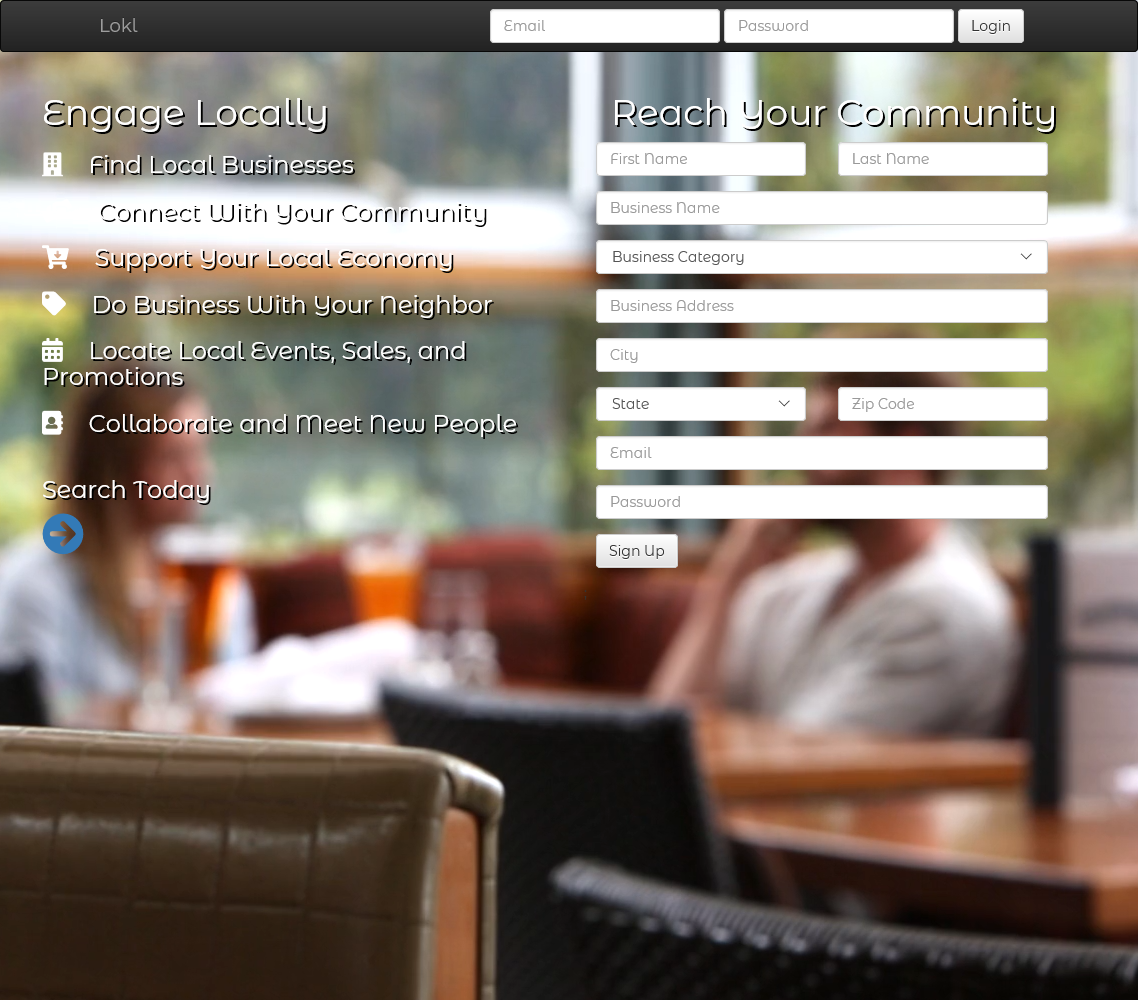 Lokl
Email
Password
Login
Engage Locally
Find Local Businesses
Connect With Your Community
Support Your Local Economy
Do Business With Your Neighbor
Locate Local Events, Sales, and
Promotions
Collaborate and Meet New People
Search Today
Reach Your Community
First Name
Last Name
Business Name
Business Category
Business Address
City
State
Zip Code
Email
Password
Sign Up